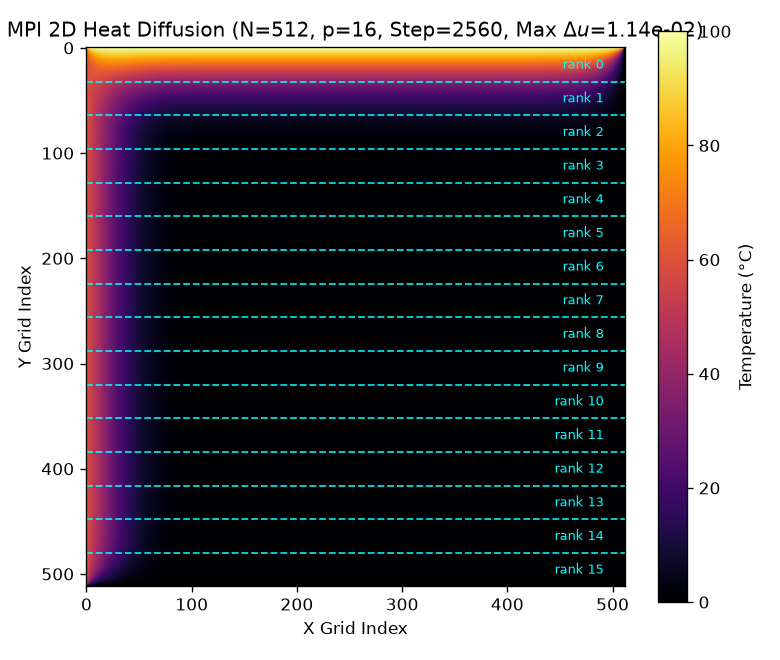 MPI 2D Heat Diffusion (N=512, p=16, Step=2560, Max Δu=1.14e-02)
0
100
200
300
400
500
Y Grid Index
rank 0
rank 1
rank 2
rank 3
rank 4
rank 5
rank 6
rank 7
rank 8
rank 9
rank 10
rank 11
rank 12
rank 13
rank 14
rank 15
0
100
200
300
400
500
X Grid Index
100
80
60
40
20
0
Temperature (°C)